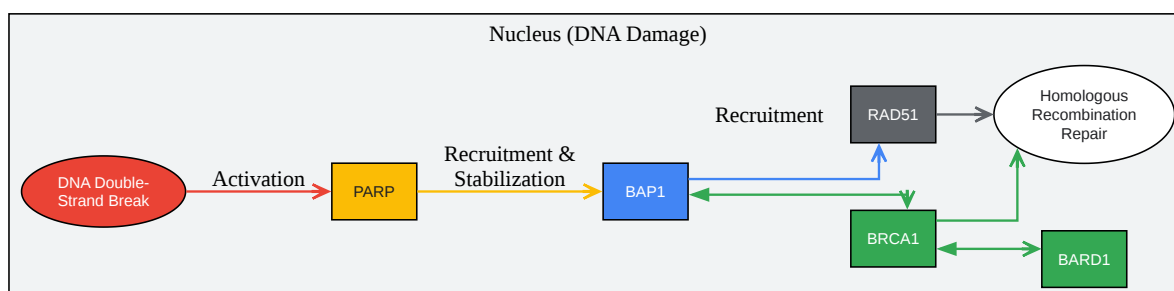 Nucleus (DNA Damage)
DNA Double-
Strand Break
Activation
PARP
Recruitment &
Stabilization
BAP1
Recruitment
RAD51
Homologous
Recombination
Repair
BRCA1
BARD1